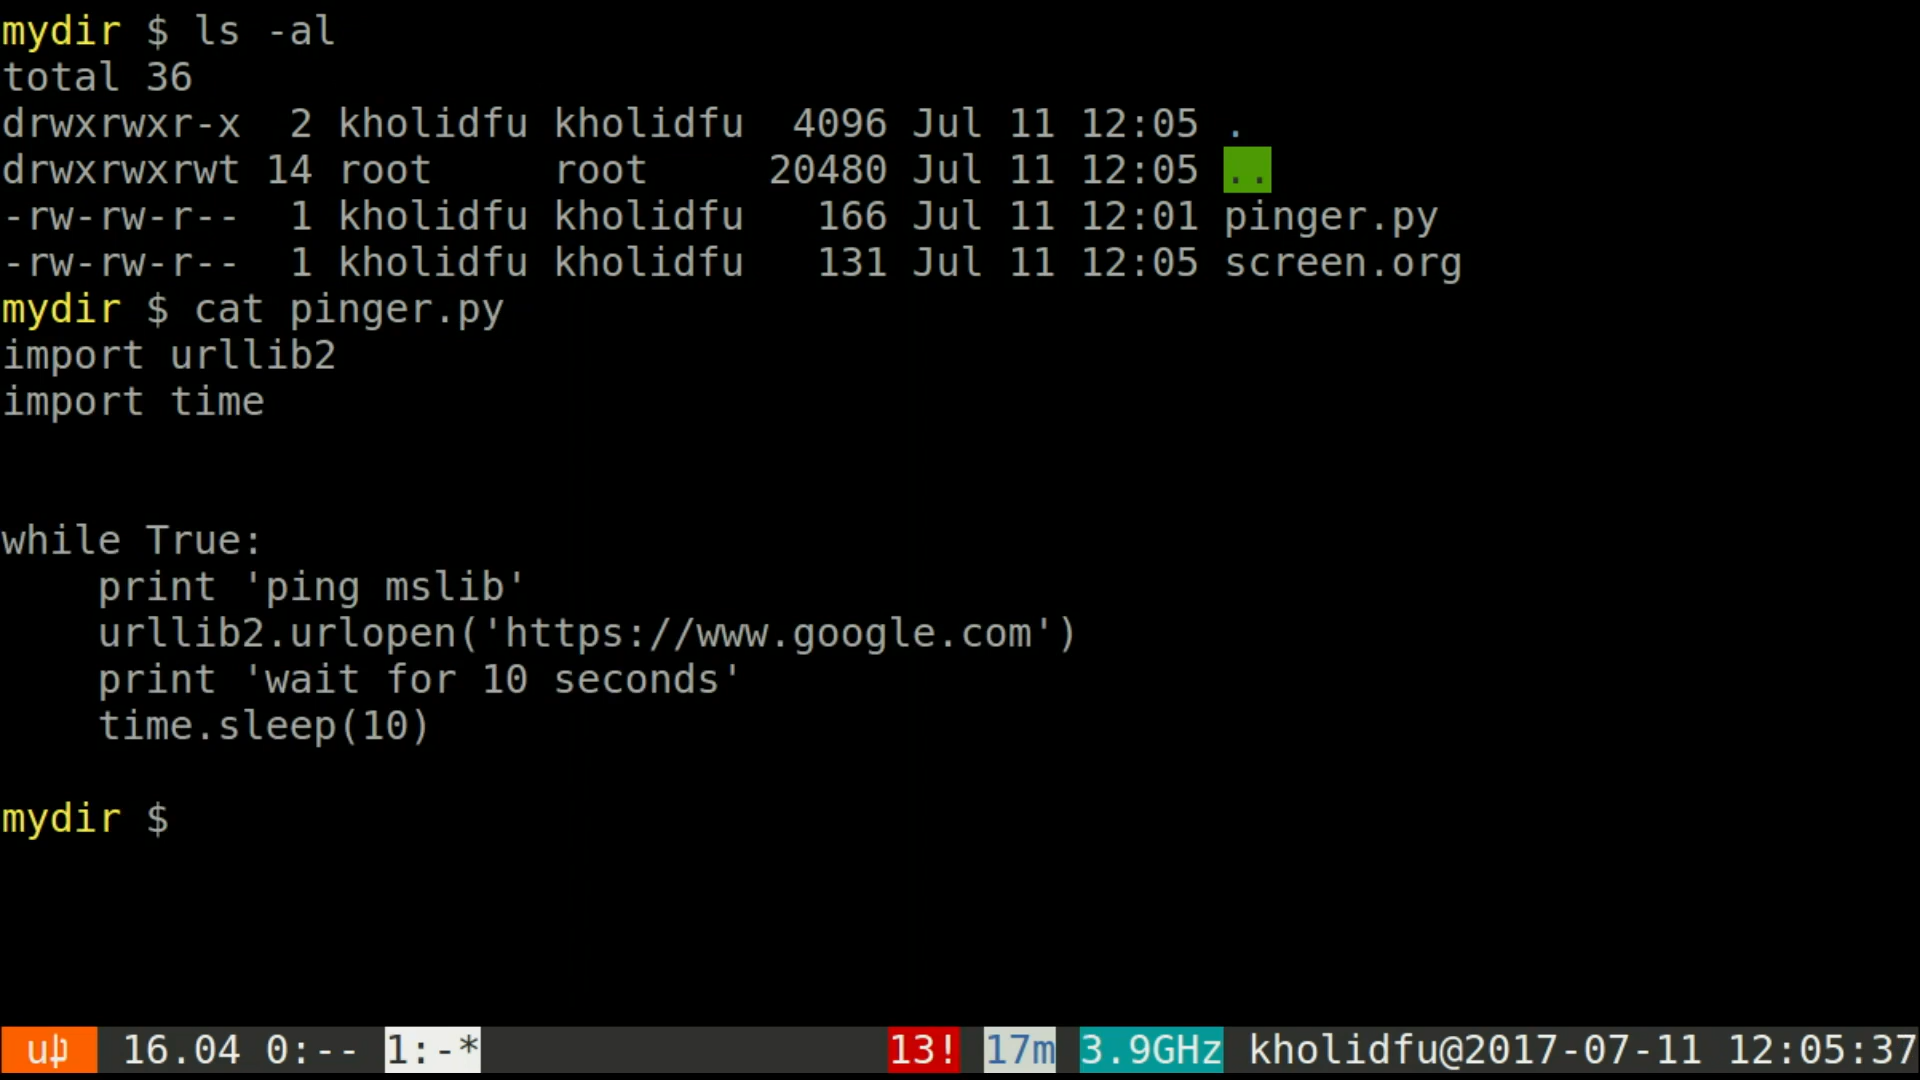 mydir $ ls -al
total 36
drwxrwxr-x  2 kholidfu kholidfu  4096 Jul 11 12:05 .
drwxrwxrwt 14 root     root     20480 Jul 11 12:05 ..
-rw-rw-r--  1 kholidfu kholidfu   166 Jul 11 12:01 pinger.py
-rw-rw-r--  1 kholidfu kholidfu   131 Jul 11 12:05 screen.org
mydir $ cat pinger.py
import urllib2
import time
while True:
    print 'ping mslib'
    urllib2.urlopen('https://www.google.com')
    print 'wait for 10 seconds'
    time.sleep(10)
mydir $
16.04 0:-- 1:-* 13! 17m 3.9GHz kholidfu@2017-07-11 12:05:37